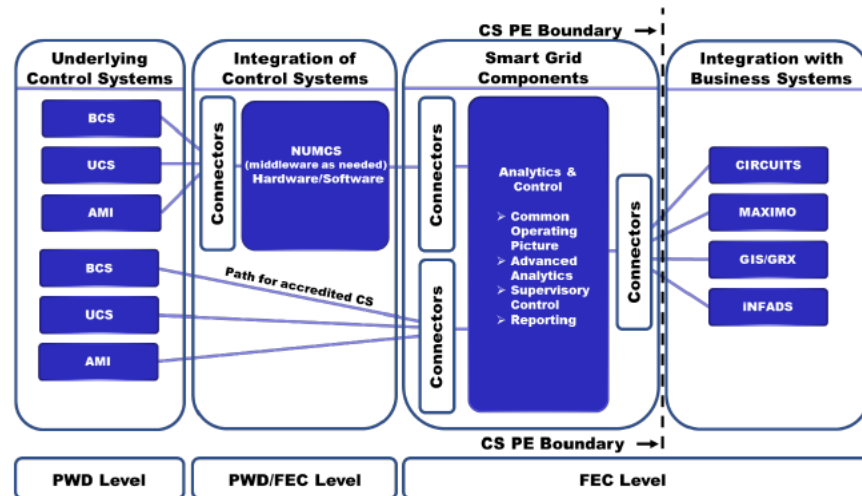 CS PE Boundary
Underlying
Control Systems
Integration of
Control Systems
Smart Grid
Components
Integration with
Business Systems
BCS
UCS
AMI
BCS
UCS
AMI
Connectors
NUMCS
(middleware as needed)
Hardware/Software
Path for accredited CS
Connectors
Connectors
Analytics &
Control
Common
Operating
Picture
Advanced
Analytics
Supervisory
Control
Reporting
Connectors
CIRCUITS
MAXIMO
GIS/GRX
iNFADS
CS PE Boundary
PWD Level
PWD/FEC Level
FEC Level